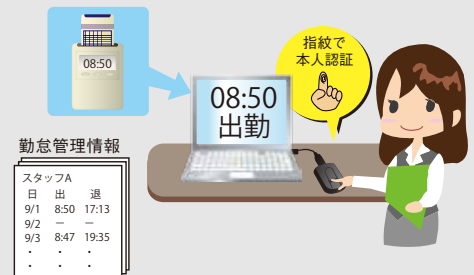 08:50
指紋で
本人認証
08:50
出勤
勤怠管理情報
スタッフA
日 出 退
9/1 8:50 17:13
9/2 − −
9/3 8:47 19:35
・ ・ ・
・ ・ ・